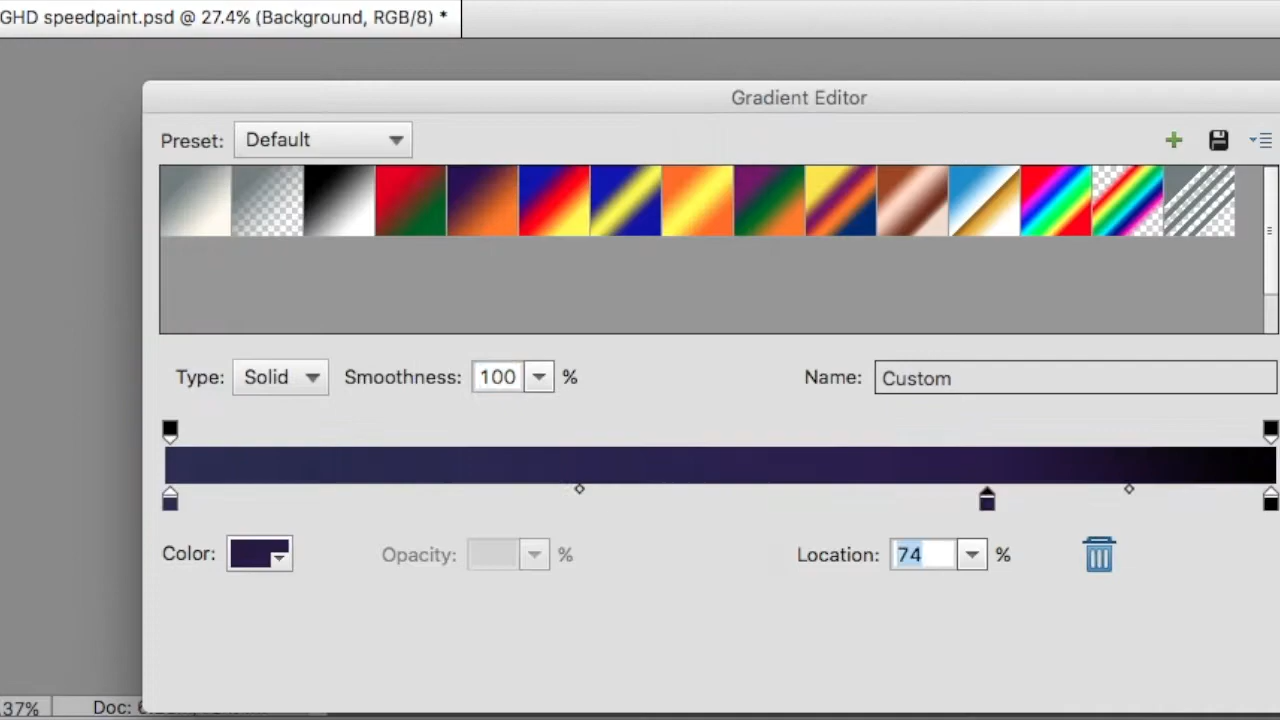 GHD speedpaint.psd @ 27.4% (Background, RGB/8) *
Gradient Editor
Preset: Default
Type: Solid Smoothness: 100 % Name: Custom
Color: Opacity: % Location: 74 %
.37% Doc: